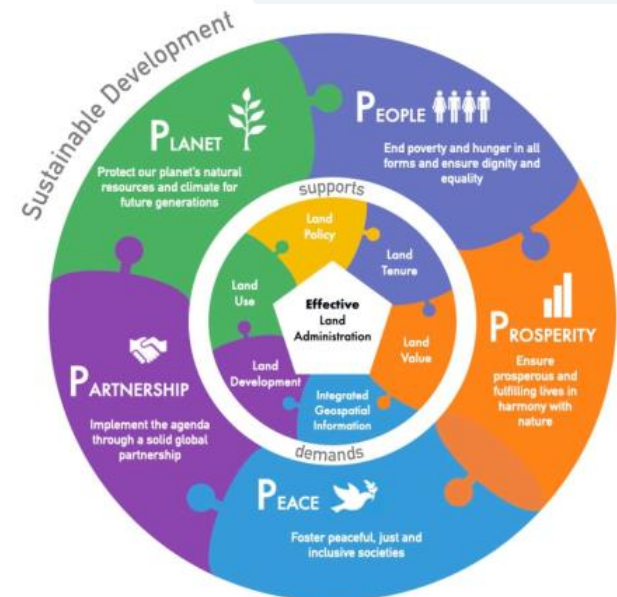 Sustainable Development
PLANET
Protect our planet's natural
resources and climate for
future generations
PEOPLE
End poverty and hunger in all
forms and ensure dignity and
equality
PROSPERITY
Ensure
prosperous and
fulfilling lives in
harmony with
nature
PEACE
Foster peaceful, just and
inclusive societies
PARTNERSHIP
Implement the agenda
through a solid global
partnership
supports
Land
Policy
Land
Tenure
Land
Value
Integrated
Geospatial
Information
Land
Development
Land
Use
Effective
Land
Administration
demands